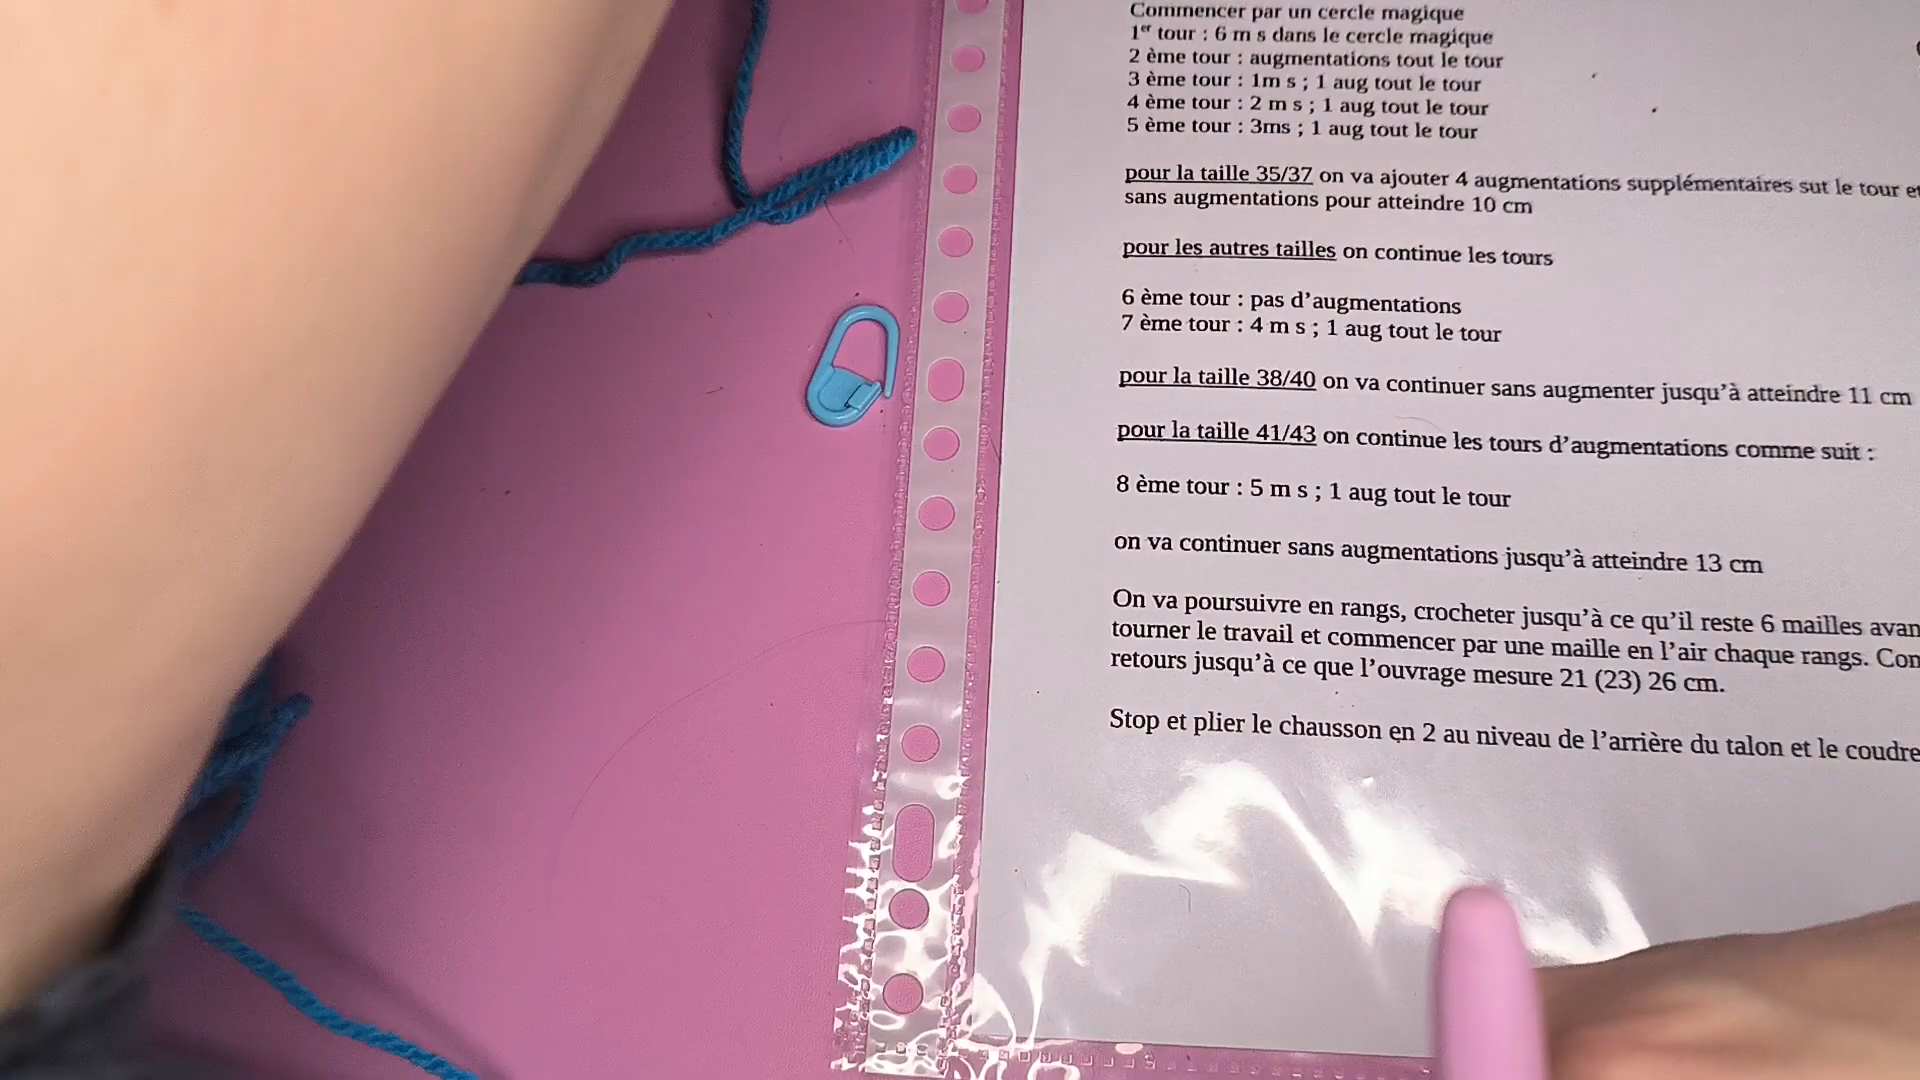 Commencer par un cercle magique
1er tour : 6 m s dans le cercle magique
2 ème tour : augmentations tout le tour
3 ème tour : 1m s ; 1 aug tout le tour
4 ème tour : 2 m s ; 1 aug tout le tour
5 ème tour : 3ms ; 1 aug tout le tour
pour la taille 35/37 on va ajouter 4 augmentations supplémentaires sut le tour et
sans augmentations pour atteindre 10 cm
pour les autres tailles on continue les tours
6 ème tour : pas d’augmentations
7 ème tour : 4 m s ; 1 aug tout le tour
pour la taille 38/40 on va continuer sans augmenter jusqu’à atteindre 11 cm
pour la taille 41/43 on continue les tours d’augmentations comme suit :
8 ème tour : 5 m s ; 1 aug tout le tour
on va continuer sans augmentations jusqu’à atteindre 13 cm
On va poursuivre en rangs, crocheter jusqu’à ce qu’il reste 6 mailles avan
tourner le travail et commencer par une maille en l’air chaque rangs. Con
retours jusqu’à ce que l’ouvrage mesure 21 (23) 26 cm.
Stop et plier le chausson en 2 au niveau de l’arrière du talon et le coudre